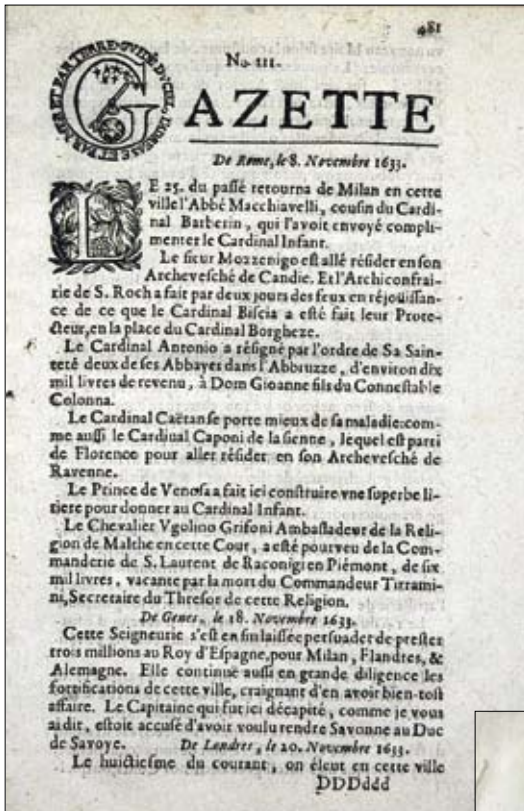 481
No. III.
GAZETTE
De Rome, le 8. Novembre 1633.
LE 25. du passé retourna de Milan en cette
ville l'Abbé Macchiavelli, cousin du Cardi-
nal Barberin, qui l'avoit envoyé compli-
menter le Cardinal Infant.
Le sieur Mozzenigo est allé résider en son
Archevesché de Candie. Et l'Archiconfrai-
rie de S. Roch a fait par deux jours des feux en réjouissan-
ce de ce que le Cardinal Biscia a esté fait leur Prote-
cteur, en la place du Cardinal Borgheze.
Le Cardinal Antonio a résigné par l'ordre de Sa Sain-
teté deux de ses Abbayes dans l'Abbruzze, d'environ dix
mil livres de revenu, à Dom Gioanne fils du Connestable
Colonna.
Le Cardinal Caëtan se porte mieux de sa maladie: com-
me aussi le Cardinal Caponi de la sienne, lequel est parti
de Florence pour aller résider en son Archevesché de
Ravenne.
Le Prince de Venosa a fait ici construire vne superbe li-
tiere pour donner au Cardinal Infant.
Le Chevalier Vgolino Grifoni Ambassadeur de la Reli-
gion de Malthe en cette Cour, a esté pourveu de la Com-
manderie de S. Laurent de Raconigi en Piémont, de six
mil livres, vacante par la mort du Commandeur Tirrami-
ni, Secretaire du Thresor de cette Religion.
De Genes, le 18. Novembre 1633.
Cette Seigneurie s'est en fin laissée persuader de prester
trois millions au Roy d'Espagne, pour Milan, Flandres, &
Alemagne. Elle continuë aussi en grande diligence les
fortifications de cette ville, craignant d'en avoir bien-tost
affaire. Le Capitaine qui fut ici décapité, comme je vous
ai dit, estoit accusé d'avoir voulu rendre Savonne au Duc
de Savoye. De Londres, le 20. Novembre 1633.
Le huictiesme du courant, on éleut en cette ville
DDDddd